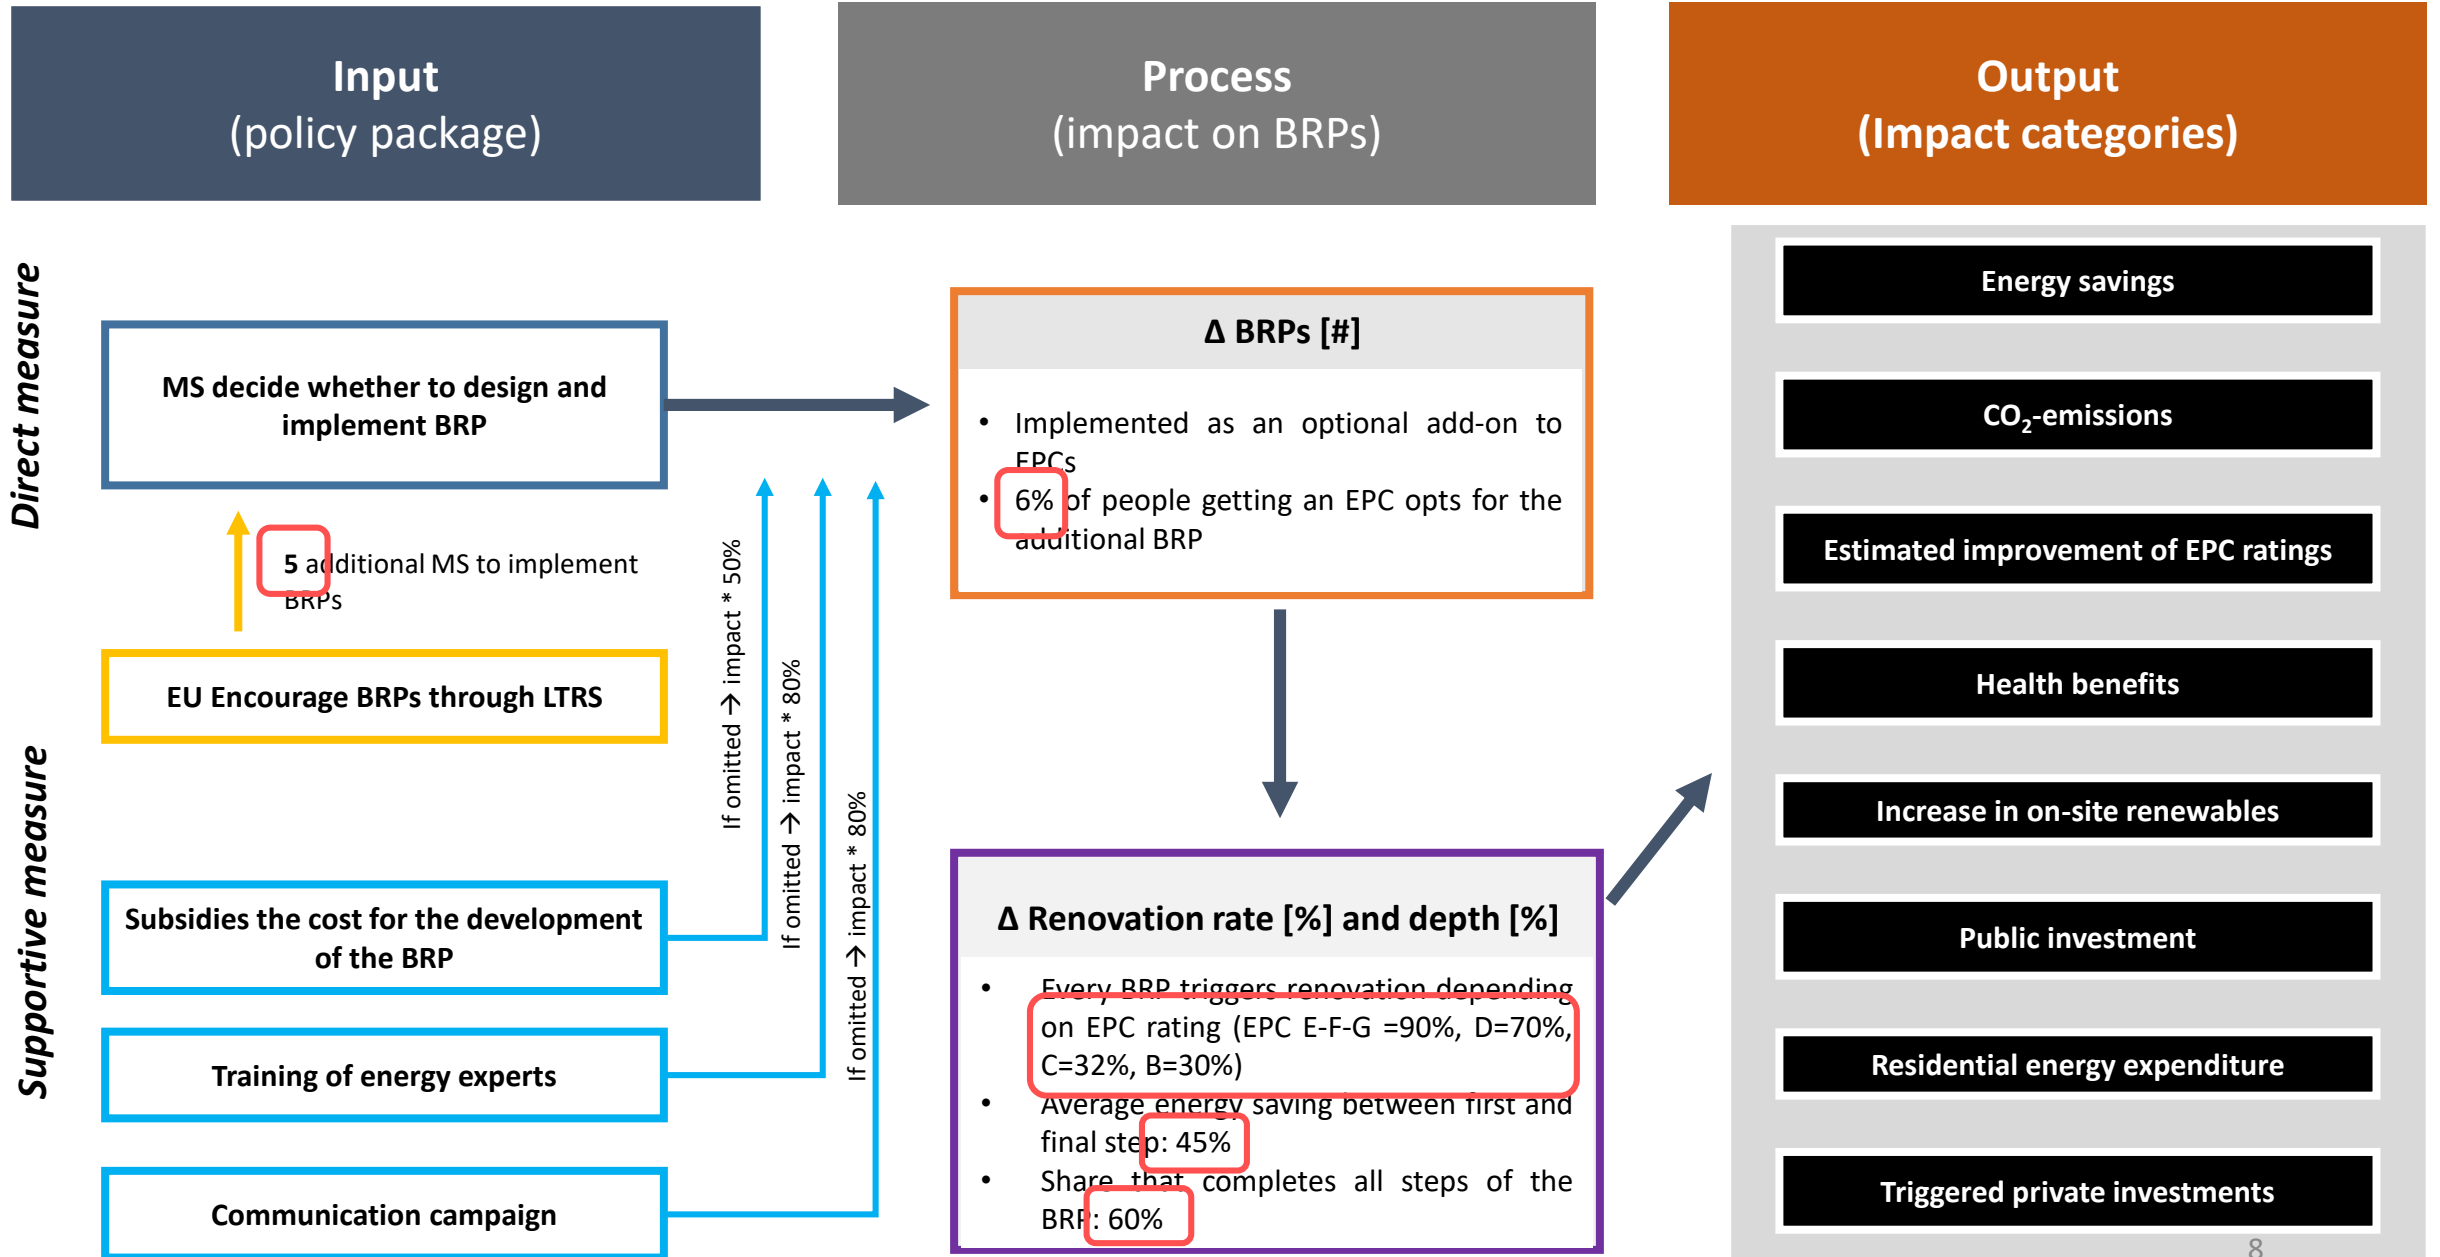 Input
(policy package)
Process
(impact on BRPs)
Output
(Impact categories)
Direct measure
MS decide whether to design and
implement BRP
5 additional MS to implement
BRPs
EU Encourage BRPs through LTRS
Supportive measure
Subsidies the cost for the development
of the BRP
Training of energy experts
Communication campaign
If omitted → impact * 50%
If omitted → impact * 80%
If omitted → impact * 80%
Δ BRPs [#]
• Implemented as an optional add-on to
EPCs
• 6% of people getting an EPC opts for the
additional BRP
Δ Renovation rate [%] and depth [%]
• Every BRP triggers renovation depending
on EPC rating (EPC E-F-G =90%, D=70%,
C=32%, B=30%)
• Average energy saving between first and
final step: 45%
• Share that completes all steps of the
BRP: 60%
Energy savings
CO₂-emissions
Estimated improvement of EPC ratings
Health benefits
Increase in on-site renewables
Public investment
Residential energy expenditure
Triggered private investments
8